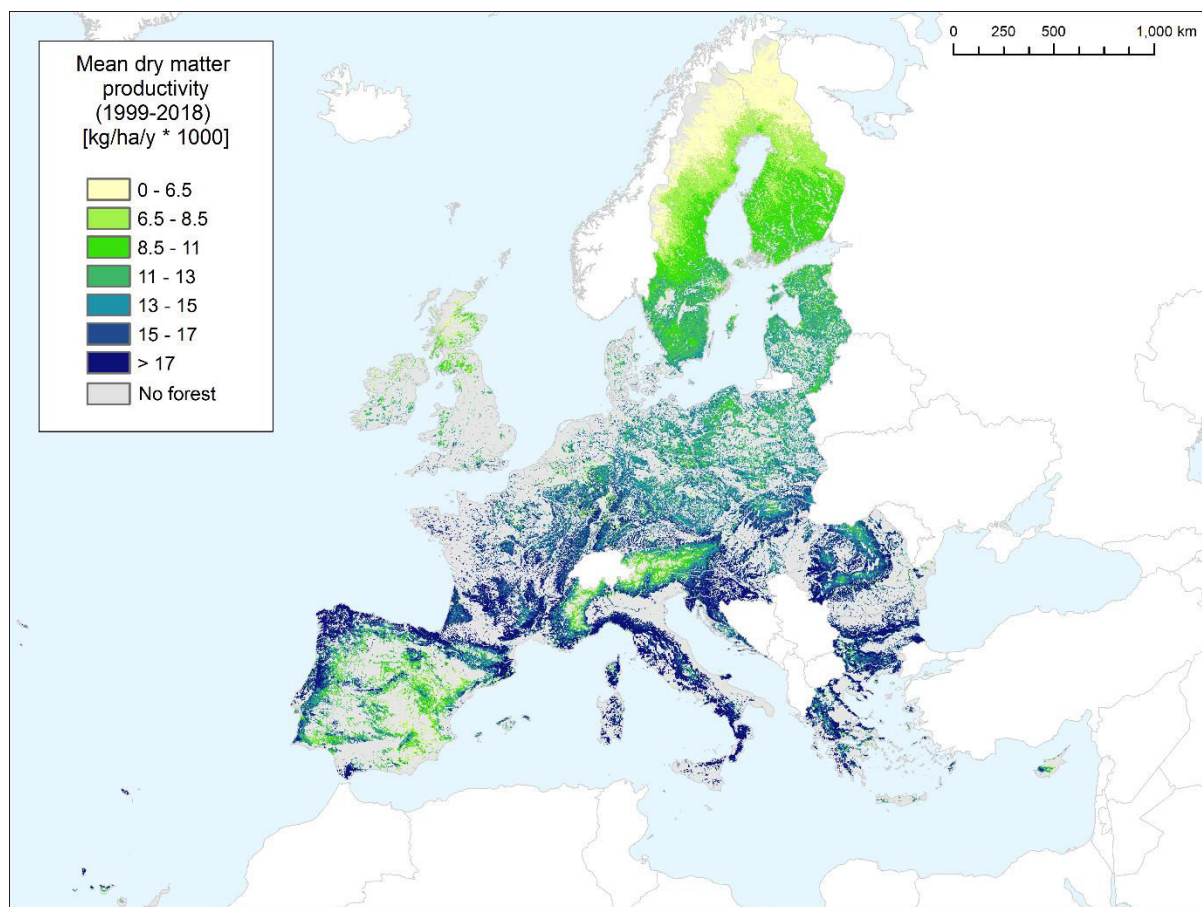 Mean dry matter
productivity
(1999-2018)
[kg/ha/y * 1000]
0 - 6.5
6.5 - 8.5
8.5 - 11
11 - 13
13 - 15
15 - 17
> 17
No forest
0 250 500 1,000 km